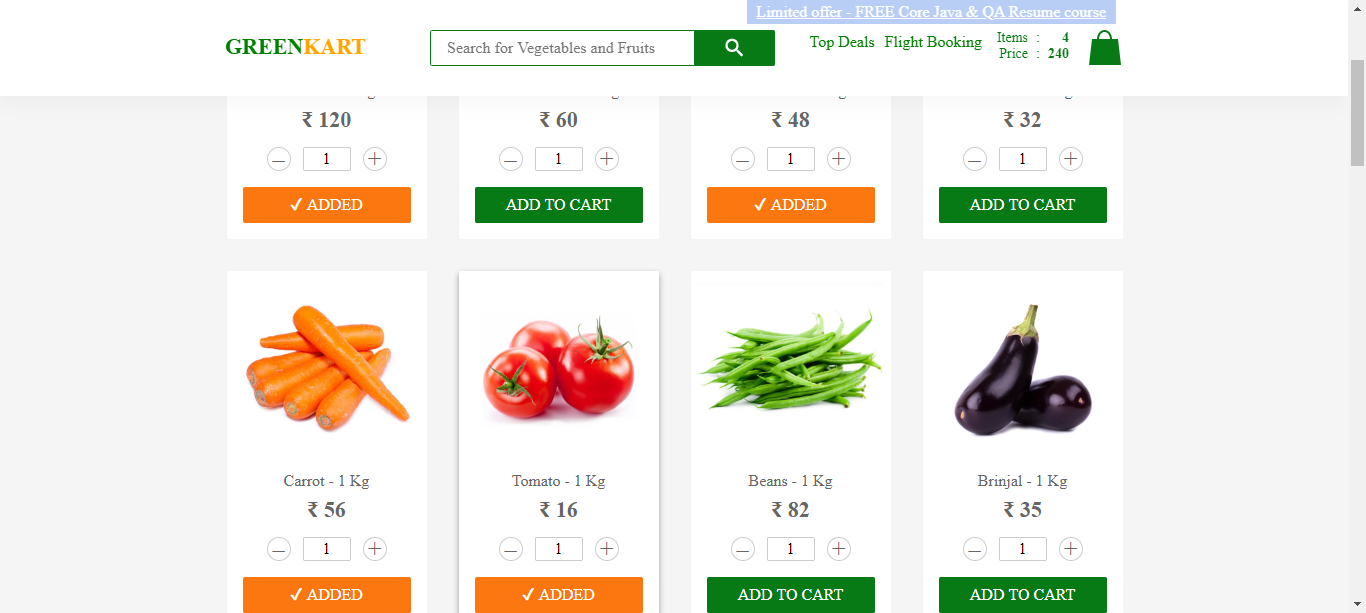 Limited offer - FREE Core Java & QA Resume course
GREENKART
Search for Vegetables and Fruits
Top Deals Flight Booking
Items : 4
Price : 240
₹ 120 ₹ 60 ₹ 48 ₹ 32
– 1 + – 1 + – 1 + – 1 +
✓ ADDED ADD TO CART ✓ ADDED ADD TO CART
Carrot - 1 Kg Tomato - 1 Kg Beans - 1 Kg Brinjal - 1 Kg
₹ 56 ₹ 16 ₹ 82 ₹ 35
– 1 + – 1 + – 1 + – 1 +
✓ ADDED ✓ ADDED ADD TO CART ADD TO CART